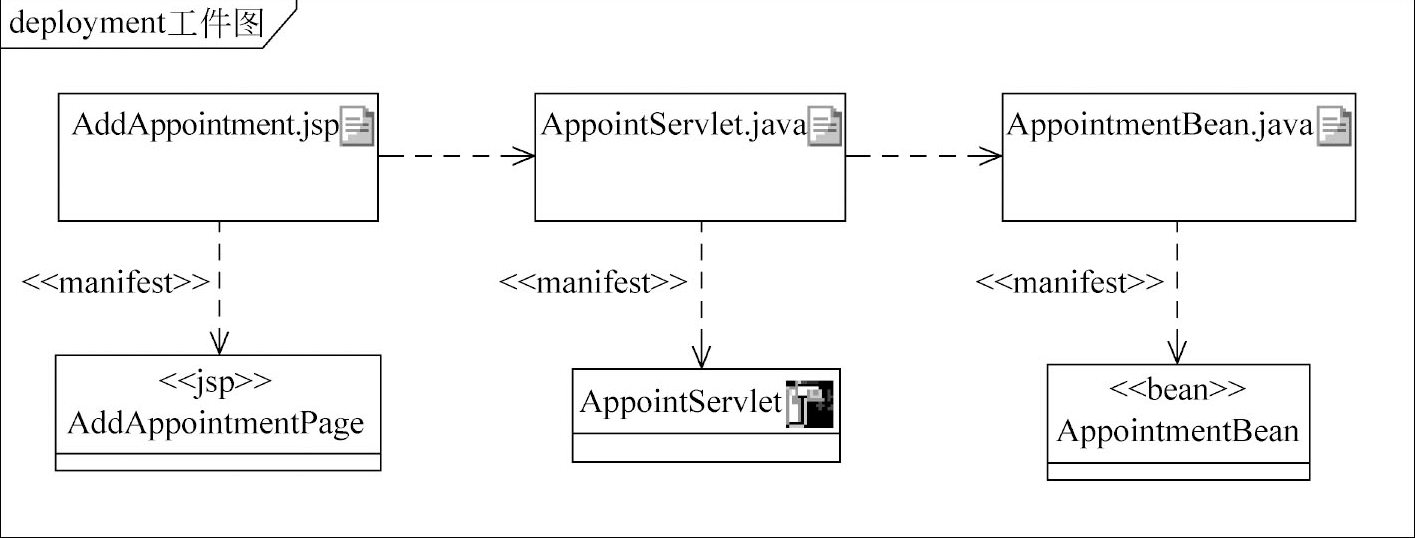 deployment工件图
AddAppointment.jsp
AppointServlet.java
AppointmentBean.java
<<manifest>>
<<manifest>>
<<manifest>>
<<jsp>>
AddAppointmentPage
AppointServlet
<<bean>>
AppointmentBean